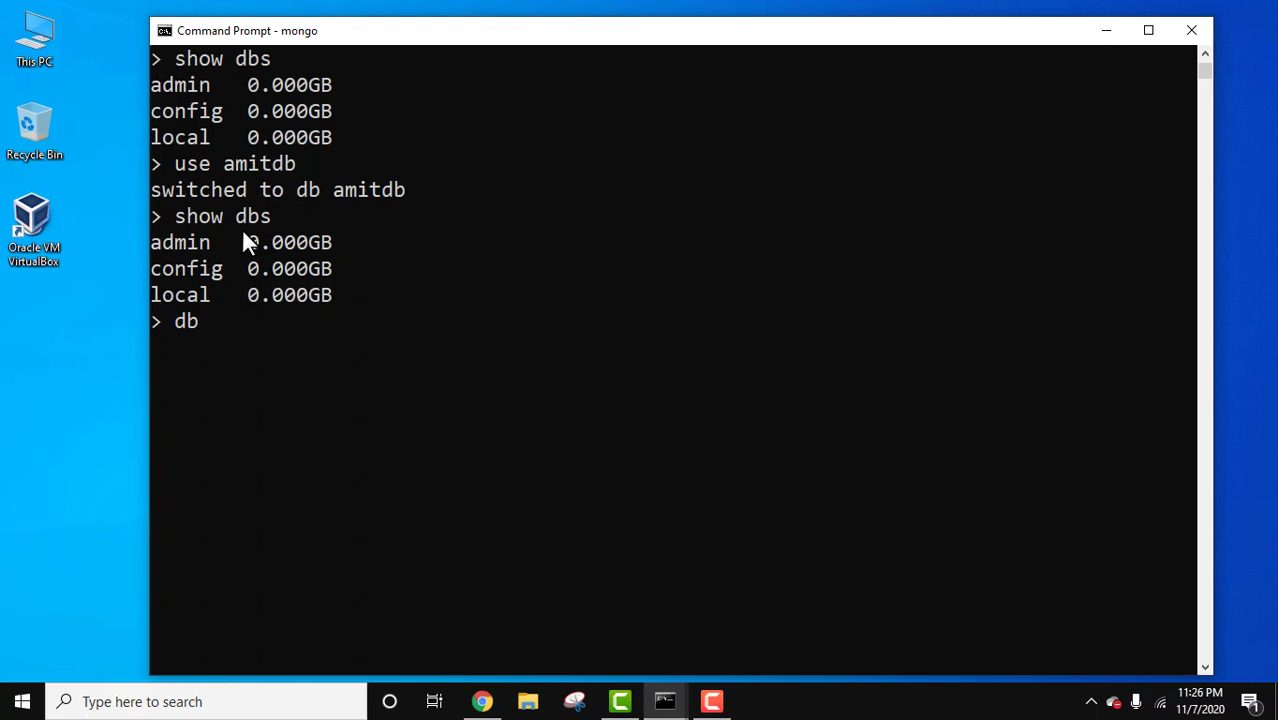 This PC
Recycle Bin
Oracle VM
VirtualBox
Command Prompt - mongo
> show dbs
admin 0.000GB
config 0.000GB
local 0.000GB
> use amitdb
switched to db amitdb
> show dbs
admin 0.000GB
config 0.000GB
local 0.000GB
> db
Type here to search
11:26 PM
11/7/2020
1